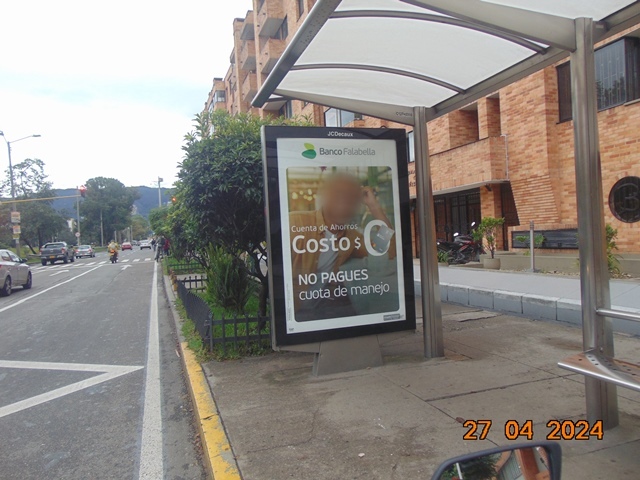 JCDecaux
Banco Falabella
Cuenta de Ahorros
Costo $0
NO PAGUES
cuota de manejo
27 04 2024